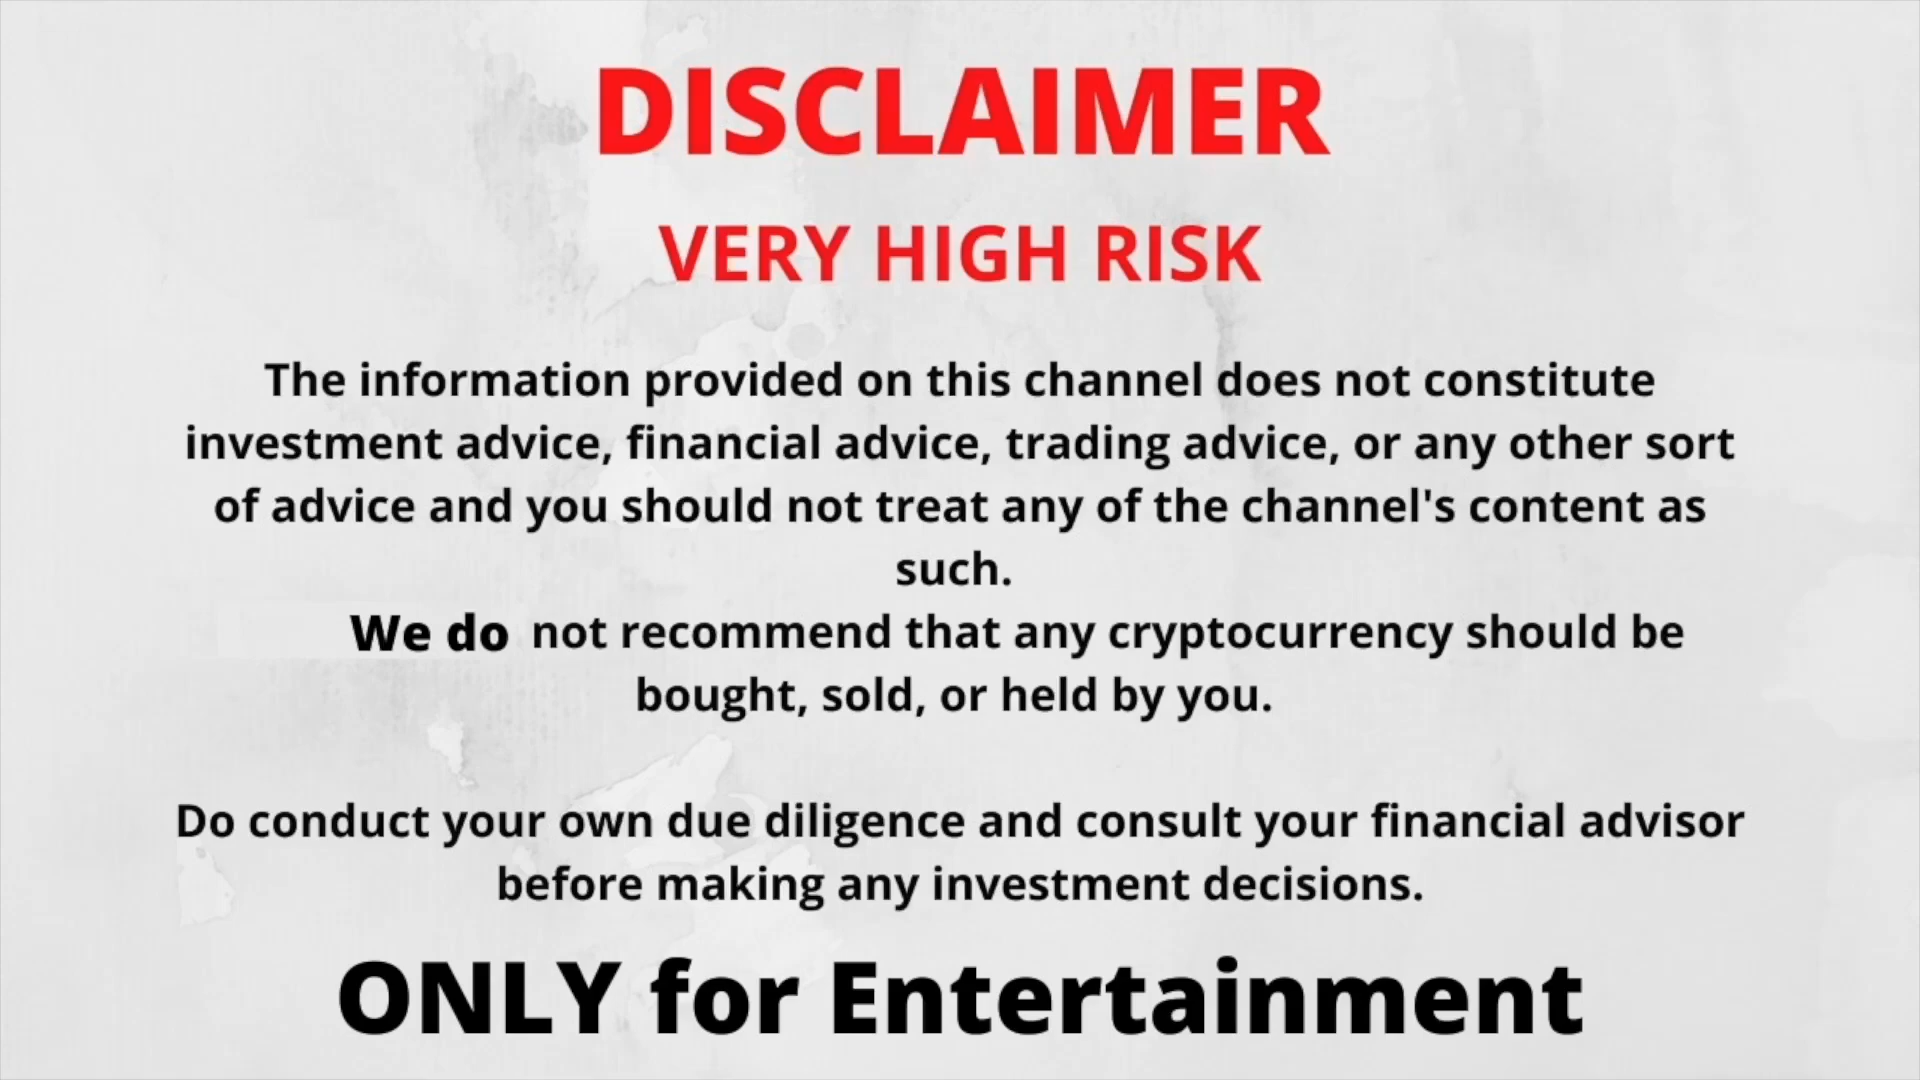 DISCLAIMER
VERY HIGH RISK
The information provided on this channel does not constitute
investment advice, financial advice, trading advice, or any other sort
of advice and you should not treat any of the channel's content as
such.
We do not recommend that any cryptocurrency should be
bought, sold, or held by you.
Do conduct your own due diligence and consult your financial advisor
before making any investment decisions.
ONLY for Entertainment